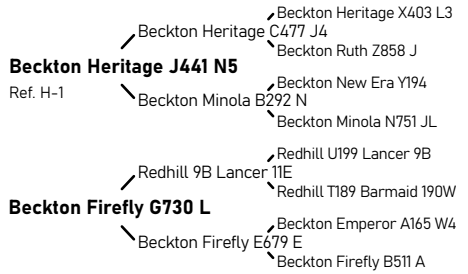 Beckton Heritage X403 L3
Beckton Heritage C477 J4
Beckton Ruth Z858 J
Beckton Heritage J441 N5
Ref. H-1
Beckton New Era Y194
Beckton Minola B292 N
Beckton Minola N751 JL
Redhill U199 Lancer 9B
Redhill 9B Lancer 11E
Redhill T189 Barmaid 190W
Beckton Firefly G730 L
Beckton Emperor A165 W4
Beckton Firefly E679 E
Beckton Firefly B511 A